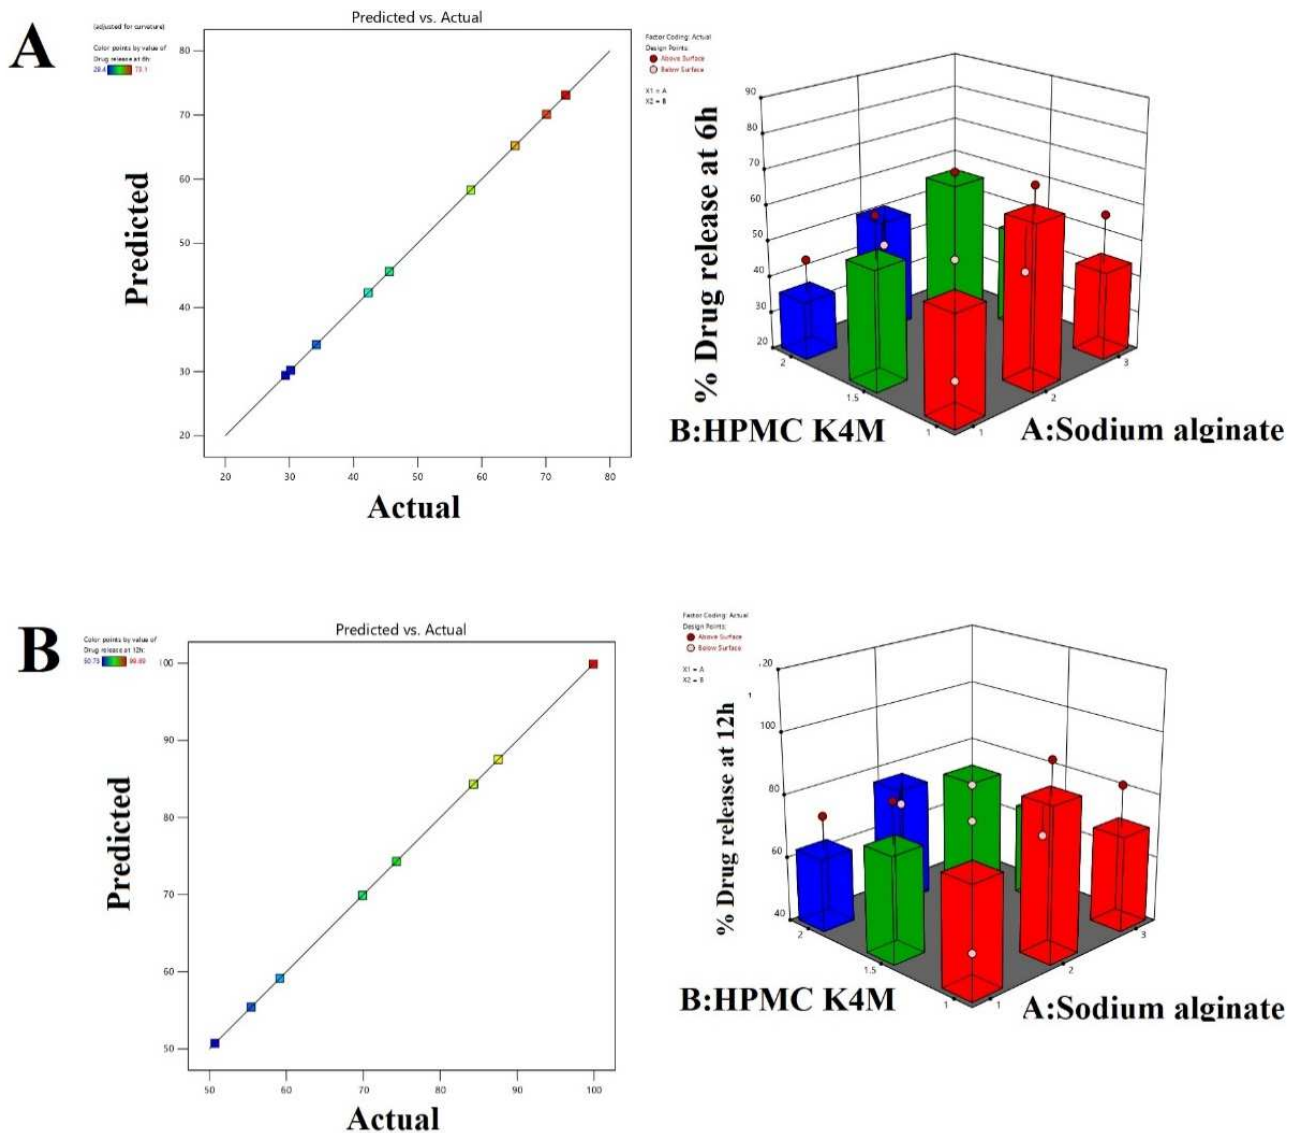 A
(adjusted for curvature)
Color points by value of
Drug release at 6h:
73.1
Predicted vs. Actual
80
70
60
50
40
30
20
20 30 40 50 60 70 80
Predicted
Actual
Factor Coding: Actual
Design Points:
Above Surface
Below Surface
X1 = A
X2 = B
% Drug release at 6h
90
80
70
60
50
40
30
20
2
1.5
1
1
2
3
B:HPMC K4M
A:Sodium alginate
B
Color points by value of
Drug release at 12h:
Predicted vs. Actual
90
80
70
60
50
50 60 70 80 90 100
Predicted
Actual
Factor Coding: Actual
Design Points:
Above Surface
Below Surface
X1 = A
X2 = B
% Drug release at 12h
20
1
100
80
60
40
2
1.5
1
1
2
3
B:HPMC K4M
A:Sodium alginate